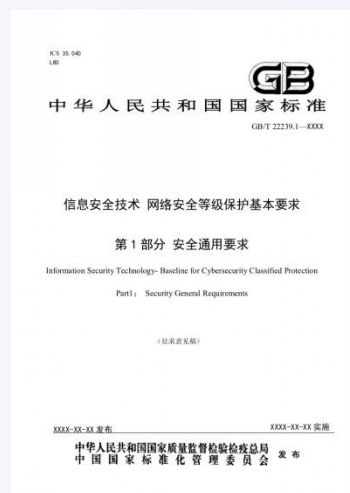 ICS 35.040
L80
GB
中华人民共和国国家标准
GB/T 22239.1—XXXX
信息安全技术 网络安全等级保护基本要求
第1部分 安全通用要求
Information Security Technology- Baseline for Cybersecurity Classified Protection
Part1： Security General Requirements
（征求意见稿）
XXXX-XX-XX 发布
XXXX-XX-XX 实施
中华人民共和国国家质量监督检验检疫总局
中国国家标准化管理委员会
发布